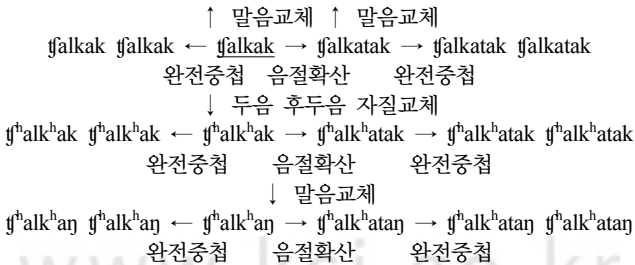 ↑ 말음교체 ↑ 말음교체
ʧalkak ʧalkak ← ʧalkak → ʧalkatak → ʧalkatak ʧalkatak
완전중첩 음절확산 완전중첩
↓ 두음 후두음 자질교체
ʧʰalkʰak ʧʰalkʰak ← ʧʰalkʰak → ʧʰalkʰatak → ʧʰalkʰatak ʧʰalkʰatak
완전중첩 음절확산 완전중첩
↓ 말음교체
ʧʰalkʰaŋ ʧʰalkʰaŋ ← ʧʰalkʰaŋ → ʧʰalkʰataŋ → ʧʰalkʰataŋ ʧʰalkʰataŋ
완전중첩 음절확산 완전중첩